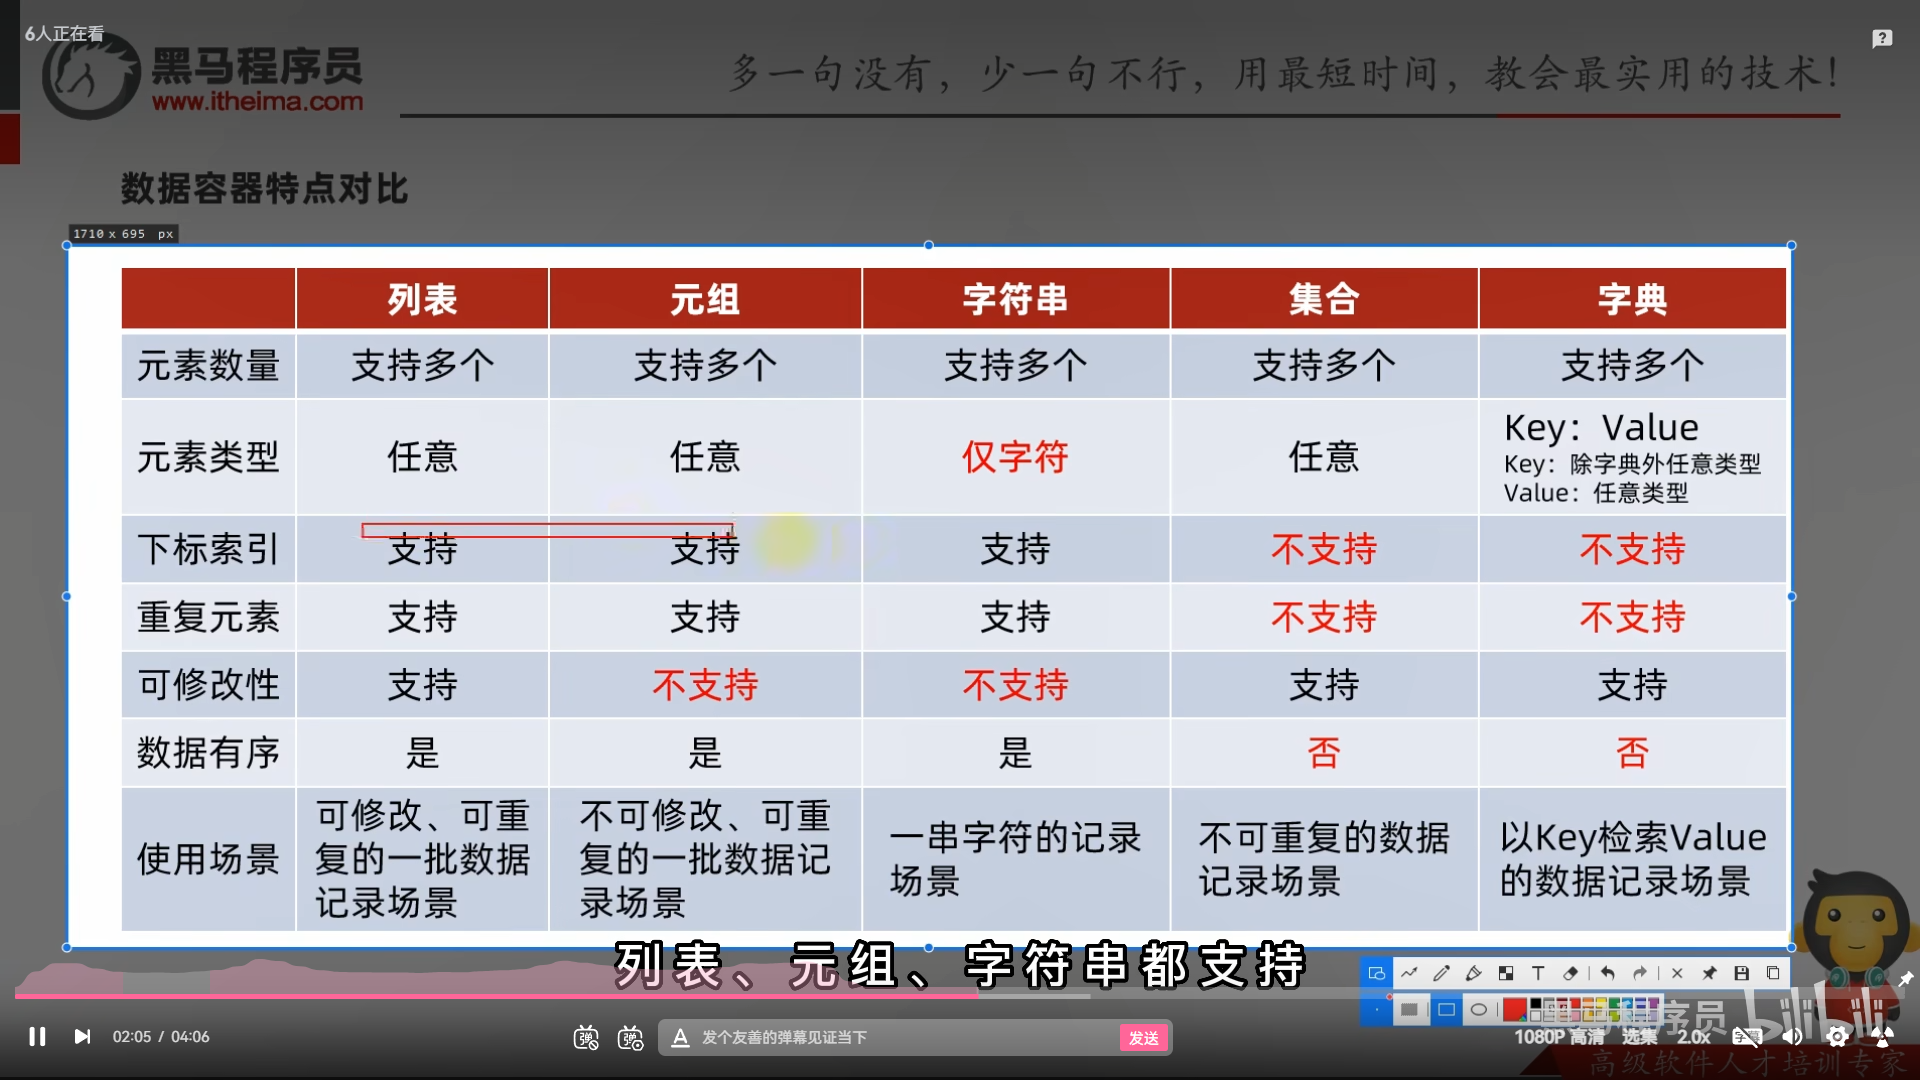 6人正在看
黑马程序员
www.itheima.com
多一句没有，少一句不行，用最短时间，教会最实用的技术！
数据容器特点对比
1710 x 695 px
列表 元组 字符串 集合 字典
元素数量 支持多个 支持多个 支持多个 支持多个 支持多个
元素类型 任意 任意 仅字符 任意 Key：Value
Key：除字典外任意类型
Value：任意类型
下标索引 支持 支持 支持 不支持 不支持
重复元素 支持 支持 支持 不支持 不支持
可修改性 支持 不支持 不支持 支持 支持
数据有序 是 是 是 否 否
使用场景
可修改、可重
复的一批数据
记录场景
不可修改、可重
复的一批数据记
录场景
一串字符的记录
场景
不可重复的数据
记录场景
以Key检索Value
的数据记录场景
列表、元组、字符串都支持
黑马程序员
bilibili
02:05 / 04:06
发个友善的弹幕见证当下
发送
1080P 高清
选集
2.0x
高级软件人才培训专家